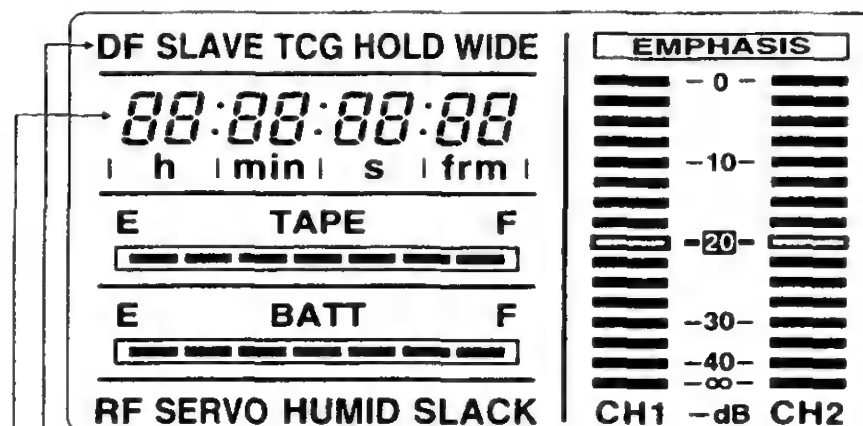 DF SLAVE TCG HOLD WIDE
88:88:88:88
h min s frm
E TAPE F
E BATT F
RF SERVO HUMID SLACK
EMPHASIS
-0-
-10-
-20-
-30-
-40-
-∞-
CH1 -dB CH2